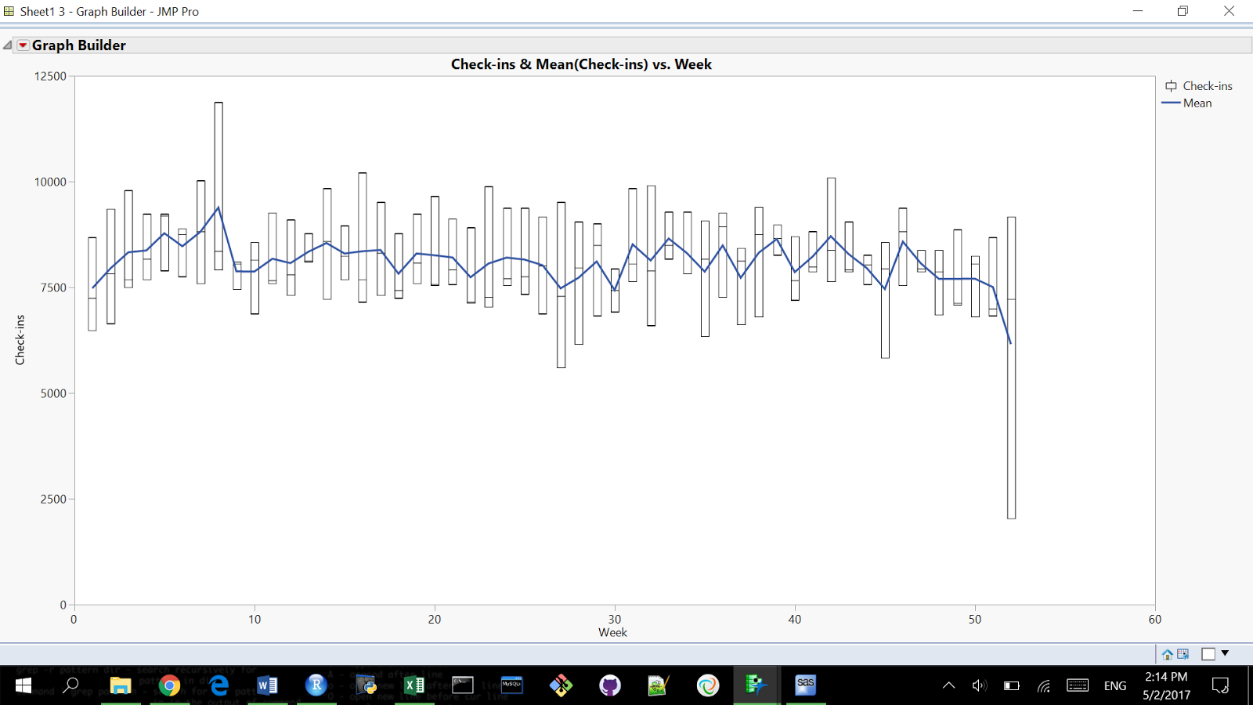 Sheet1 3 - Graph Builder - JMP Pro
Graph Builder
Check-ins & Mean(Check-ins) vs. Week
12500
10000
7500
5000
2500
0
Check-ins
0 10 20 30 40 50 60
Week
Check-ins
Mean
ENG
2:14 PM
5/2/2017
MySQL
sas